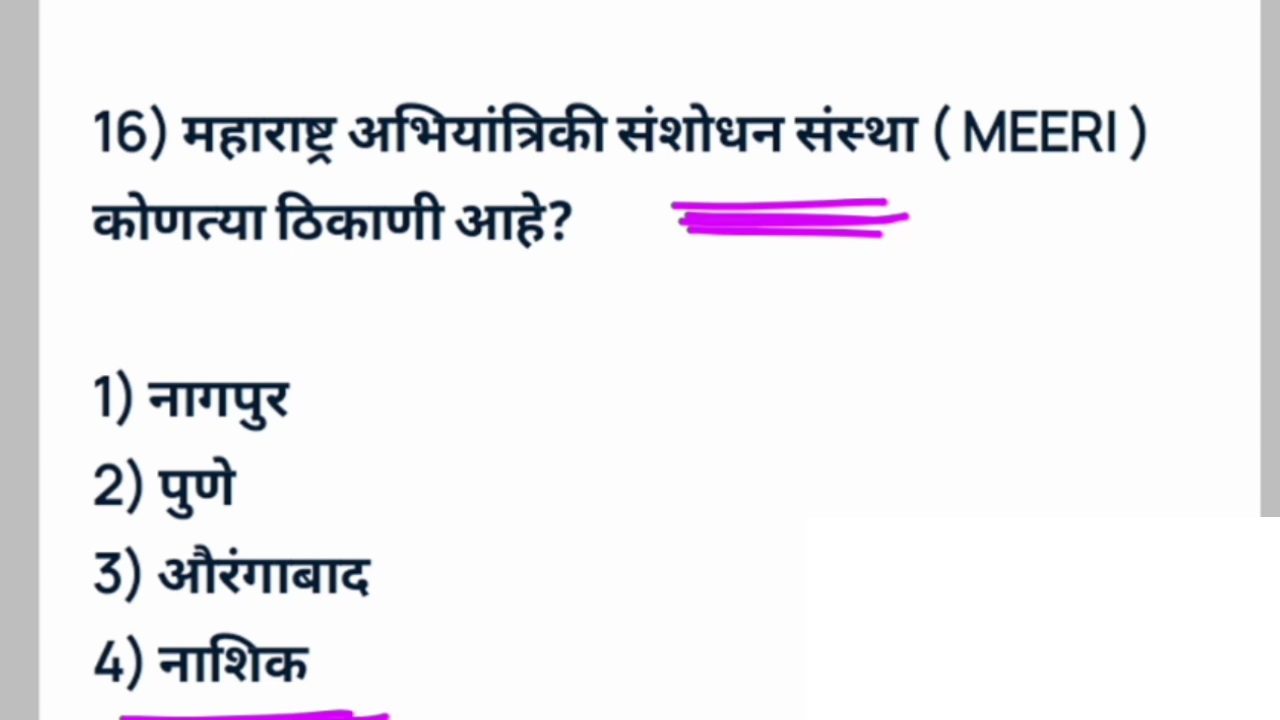 16) महाराष्ट्र अभियांत्रिकी संशोधन संस्था ( MEERI )
कोणत्या ठिकाणी आहे?
1) नागपुर
2) पुणे
3) औरंगाबाद
4) नाशिक